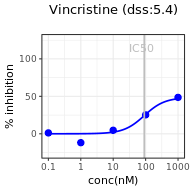 Vincristine (dss:5.4)
IC50
% inhibition
100
50
0
0.1 1 10 100 1000
conc(nM)